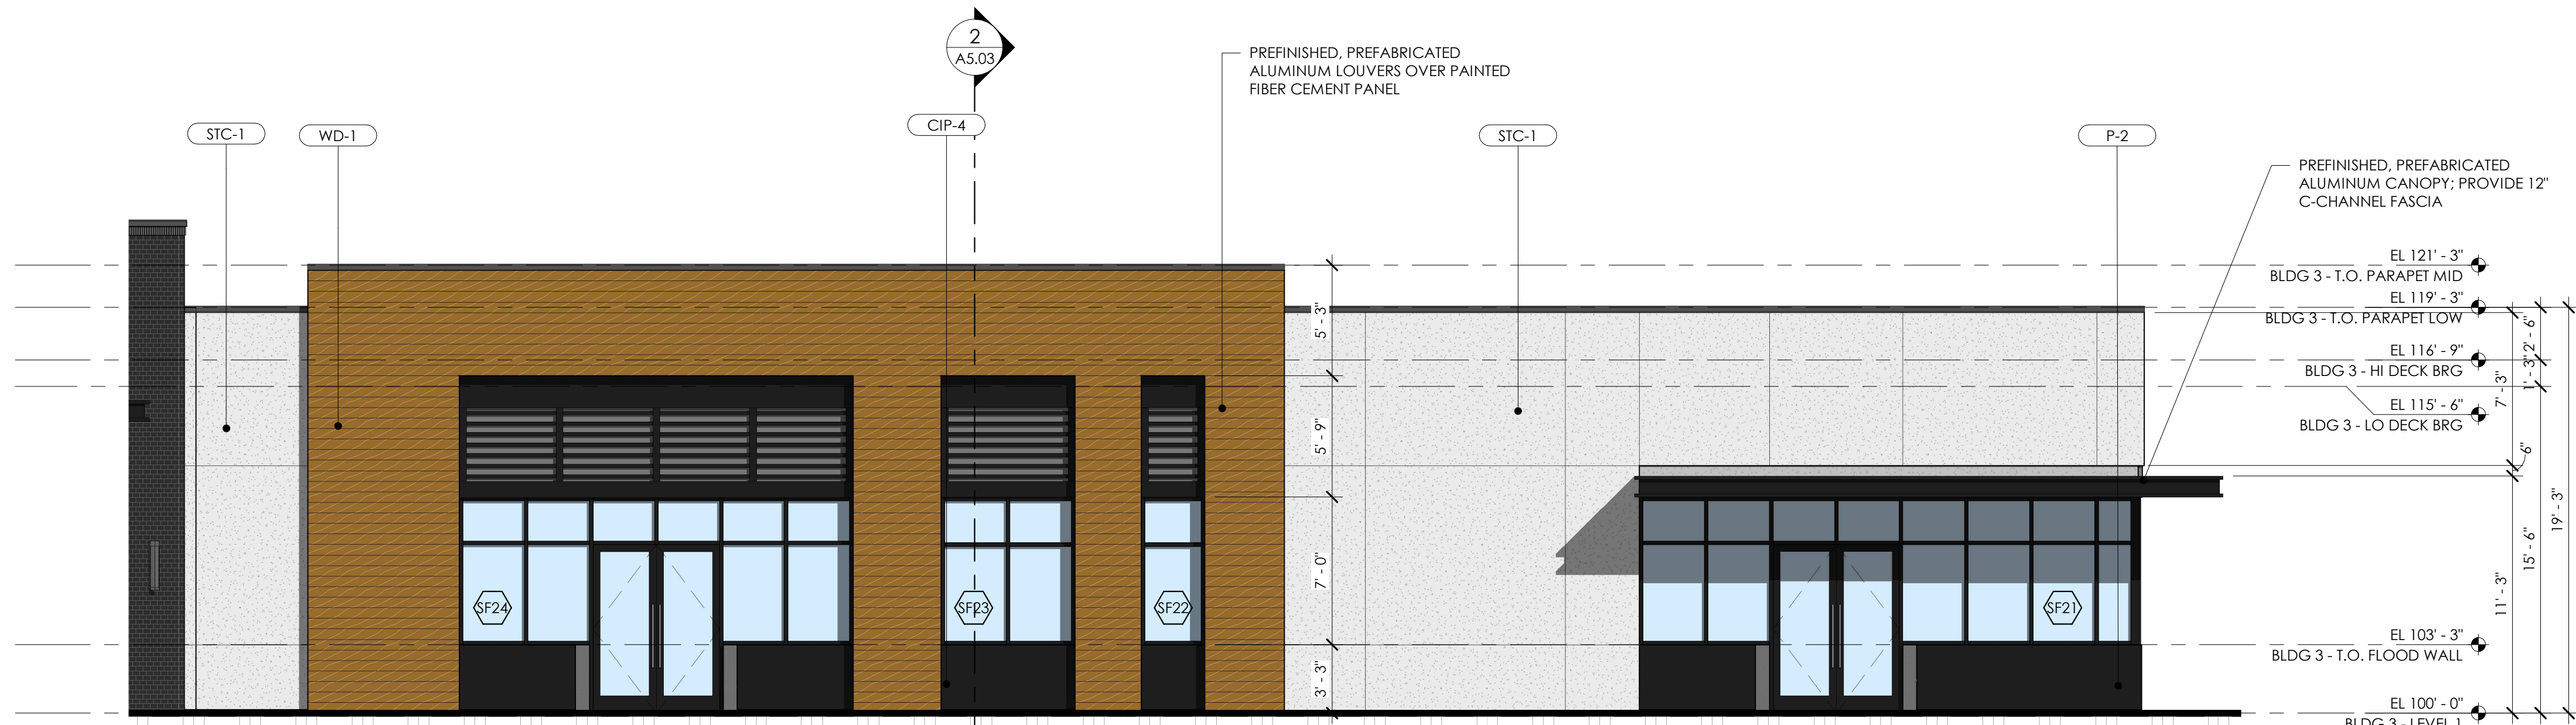 2
A5.03
PREFINISHED, PREFABRICATED
ALUMINUM LOUVERS OVER PAINTED
FIBER CEMENT PANEL
STC-1
WD-1
CIP-4
STC-1
P-2
PREFINISHED, PREFABRICATED
ALUMINUM CANOPY; PROVIDE 12"
C-CHANNEL FASCIA
EL 121' - 3"
BLDG 3 - T.O. PARAPET MID
EL 119' - 3"
BLDG 3 - T.O. PARAPET LOW
EL 116' - 9"
BLDG 3 - HI DECK BRG
EL 115' - 6"
BLDG 3 - LO DECK BRG
5' - 3"
5' - 9"
7' - 0"
3' - 3"
2' - 6"
1' - 3"
7' - 3"
6"
19' - 3"
15' - 6"
11' - 3"
SF24
SF23
SF22
SF21
EL 103' - 3"
BLDG 3 - T.O. FLOOD WALL
EL 100' - 0"
BLDG 3 - LEVEL 1